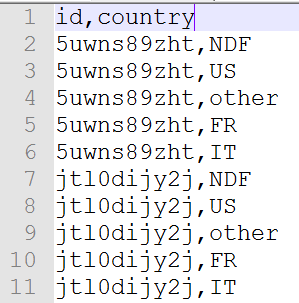 1 id,country
2 5uwns89zht,NDF
3 5uwns89zht,US
4 5uwns89zht,other
5 5uwns89zht,FR
6 5uwns89zht,IT
7 jtl0dijy2j,NDF
8 jtl0dijy2j,US
9 jtl0dijy2j,other
10 jtl0dijy2j,FR
11 jtl0dijy2j,IT